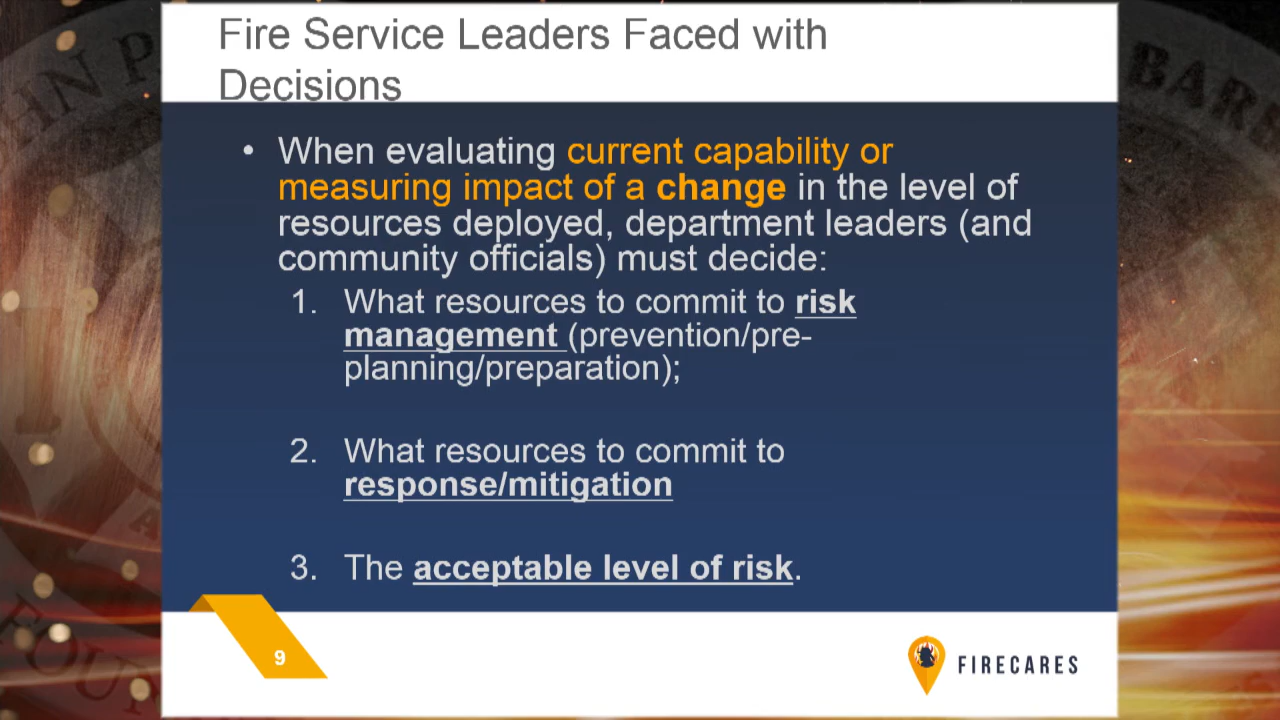 Fire Service Leaders Faced with
Decisions
• When evaluating current capability or
measuring impact of a change in the level of
resources deployed, department leaders (and
community officials) must decide:
1. What resources to commit to risk
management (prevention/pre-
planning/preparation);
2. What resources to commit to
response/mitigation
3. The acceptable level of risk.
9
FIRECARES